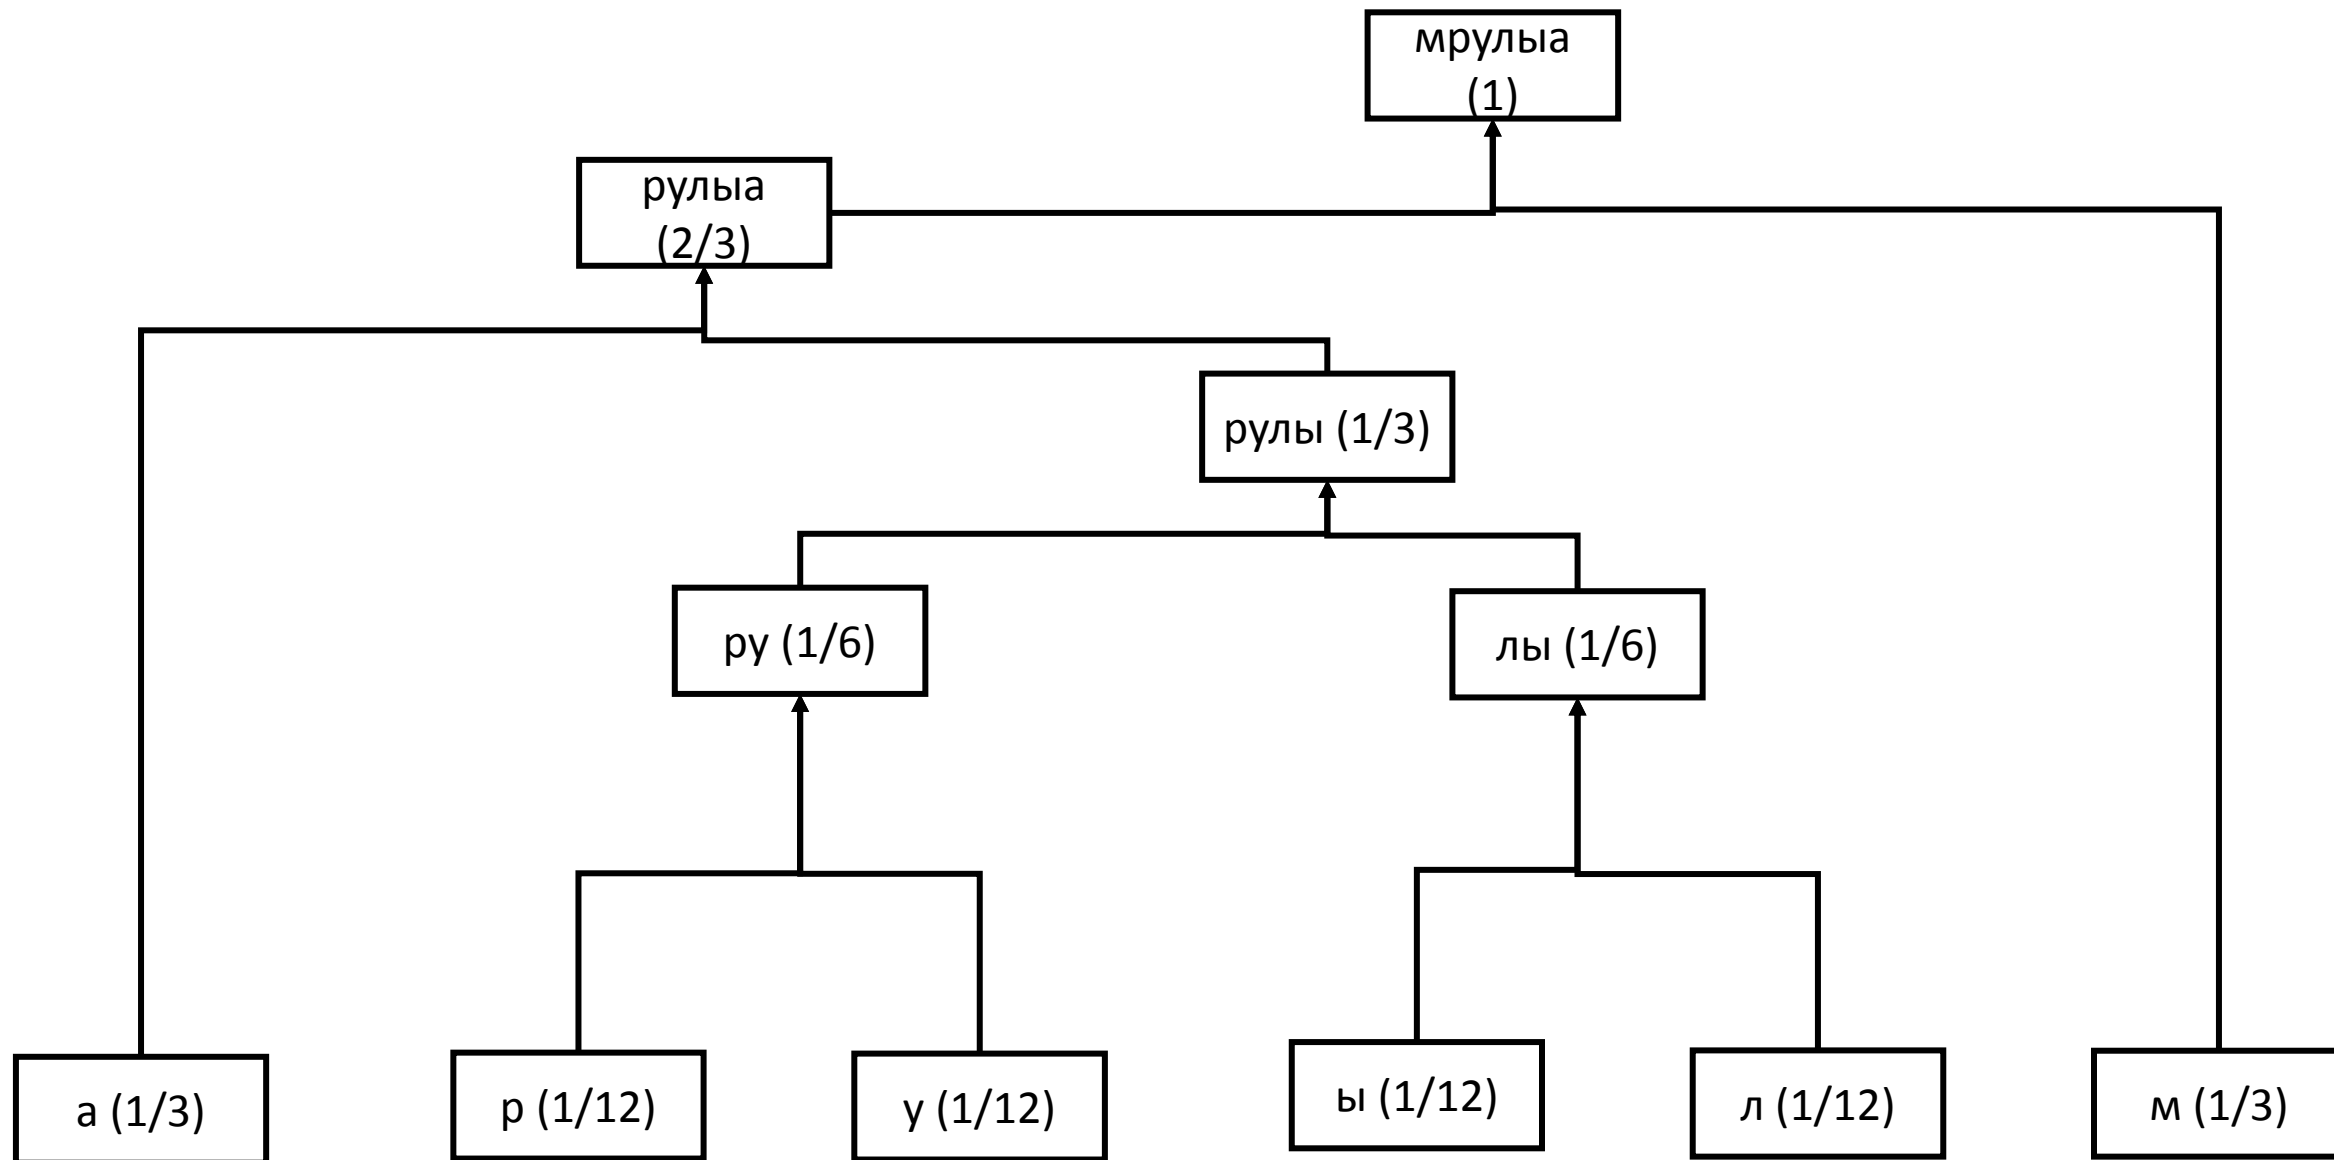 мрулыа
(1)
рулыа
(2/3)
рулы (1/3)
ру (1/6)
лы (1/6)
а (1/3)
р (1/12)
у (1/12)
ы (1/12)
л (1/12)
м (1/3)